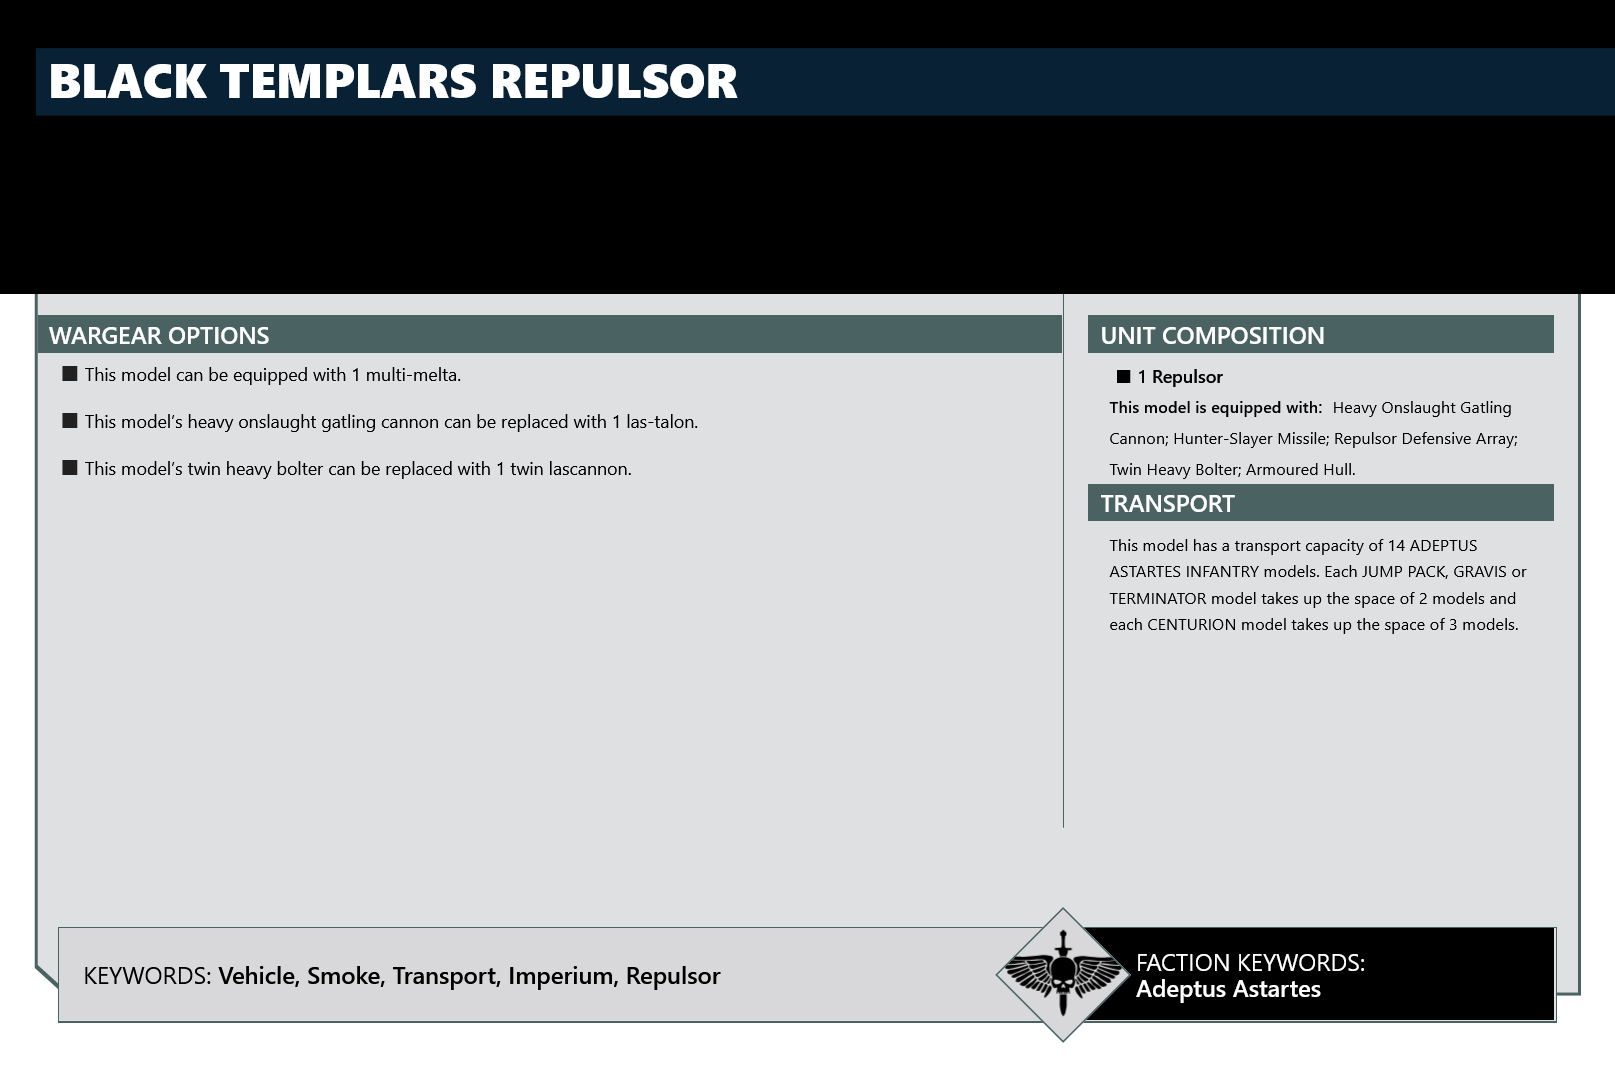 BLACK TEMPLARS REPULSOR
WARGEAR OPTIONS
■ This model can be equipped with 1 multi-melta.
■ This model’s heavy onslaught gatling cannon can be replaced with 1 las-talon.
■ This model’s twin heavy bolter can be replaced with 1 twin lascannon.
UNIT COMPOSITION
■ 1 Repulsor
This model is equipped with: Heavy Onslaught Gatling
Cannon; Hunter-Slayer Missile; Repulsor Defensive Array;
Twin Heavy Bolter; Armoured Hull.
TRANSPORT
This model has a transport capacity of 14 ADEPTUS
ASTARTES INFANTRY models. Each JUMP PACK, GRAVIS or
TERMINATOR model takes up the space of 2 models and
each CENTURION model takes up the space of 3 models.
KEYWORDS: Vehicle, Smoke, Transport, Imperium, Repulsor
FACTION KEYWORDS:
Adeptus Astartes